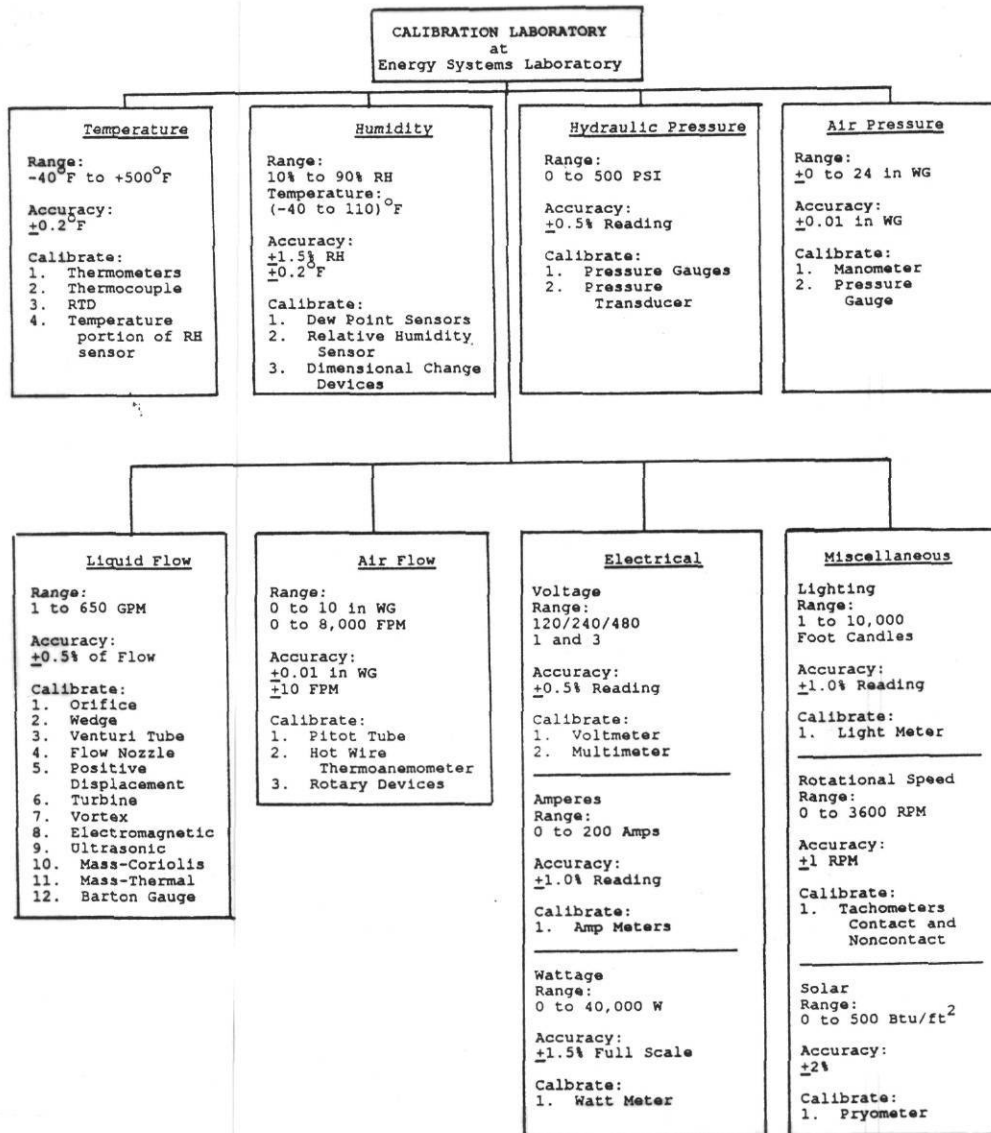 CALIBRATION LABORATORY
at
Energy Systems Laboratory
Temperature
Range:
-40°F to +500°F
Accuracy:
±0.2°F
Calibrate:
1. Thermometers
2. Thermocouple
3. RTD
4. Temperature
portion of RH
sensor
Humidity
Range:
10% to 90% RH
Temperature:
(-40 to 110)°F
Accuracy:
±1.5% RH
±0.2°F
Calibrate:
1. Dew Point Sensors
2. Relative Humidity
Sensor
3. Dimensional Change
Devices
Hydraulic Pressure
Range:
0 to 500 PSI
Accuracy:
±0.5% Reading
Calibrate:
1. Pressure Gauges
2. Pressure
Transducer
Air Pressure
Range:
±0 to 24 in WG
Accuracy:
±0.01 in WG
Calibrate:
1. Manometer
2. Pressure
Gauge
Liquid Flow
Range:
1 to 650 GPM
Accuracy:
±0.5% of Flow
Calibrate:
1. Orifice
2. Wedge
3. Venturi Tube
4. Flow Nozzle
5. Positive
Displacement
6. Turbine
7. Vortex
8. Electromagnetic
9. Ultrasonic
10. Mass-Coriolis
11. Mass-Thermal
12. Barton Gauge
Air Flow
Range:
0 to 10 in WG
0 to 8,000 FPM
Accuracy:
±0.01 in WG
±10 FPM
Calibrate:
1. Pitot Tube
2. Hot Wire
Thermoanemometer
3. Rotary Devices
Electrical
Voltage
Range:
120/240/480
1 and 3
Accuracy:
±0.5% Reading
Calibrate:
1. Voltmeter
2. Multimeter
Amperes
Range:
0 to 200 Amps
Accuracy:
±1.0% Reading
Calibrate:
1. Amp Meters
Wattage
Range:
0 to 40,000 W
Accuracy:
±1.5% Full Scale
Calbrate:
1. Watt Meter
Miscellaneous
Lighting
Range:
1 to 10,000
Foot Candles
Accuracy:
±1.0% Reading
Calibrate:
1. Light Meter
Rotational Speed
Range:
0 to 3600 RPM
Accuracy:
±1 RPM
Calibrate:
1. Tachometers
Contact and
Noncontact
Solar
Range:
0 to 500 Btu/ft²
Accuracy:
±2%
Calibrate:
1. Pryometer